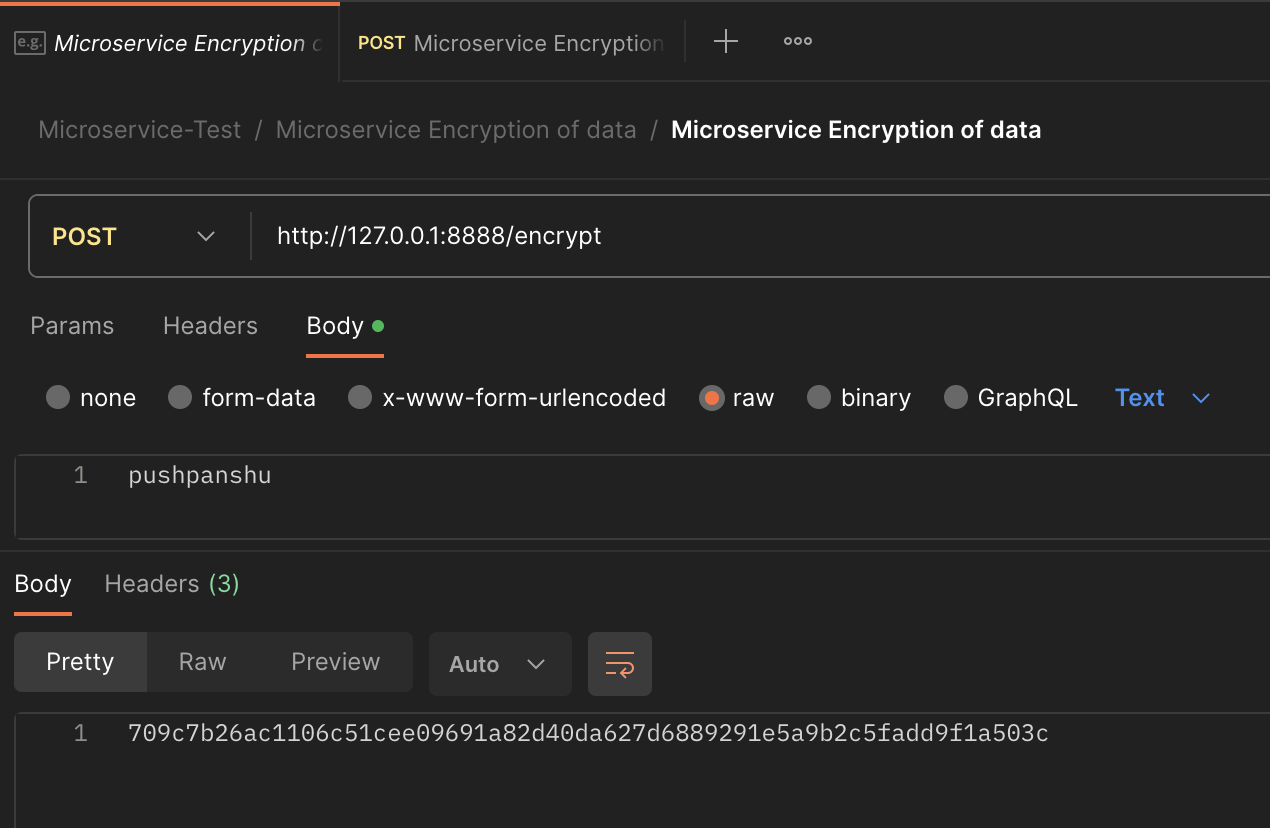 e.g. Microservice Encryption POST Microservice Encryption
Microservice-Test / Microservice Encryption of data / Microservice Encryption of data
POST http://127.0.0.1:8888/encrypt
Params Headers Body
none form-data x-www-form-urlencoded raw binary GraphQL Text
1 pushpanshu
Body Headers (3)
Pretty Raw Preview Auto
1 709c7b26ac1106c51cee09691a82d40da627d6889291e5a9b2c5fadd9f1a503c